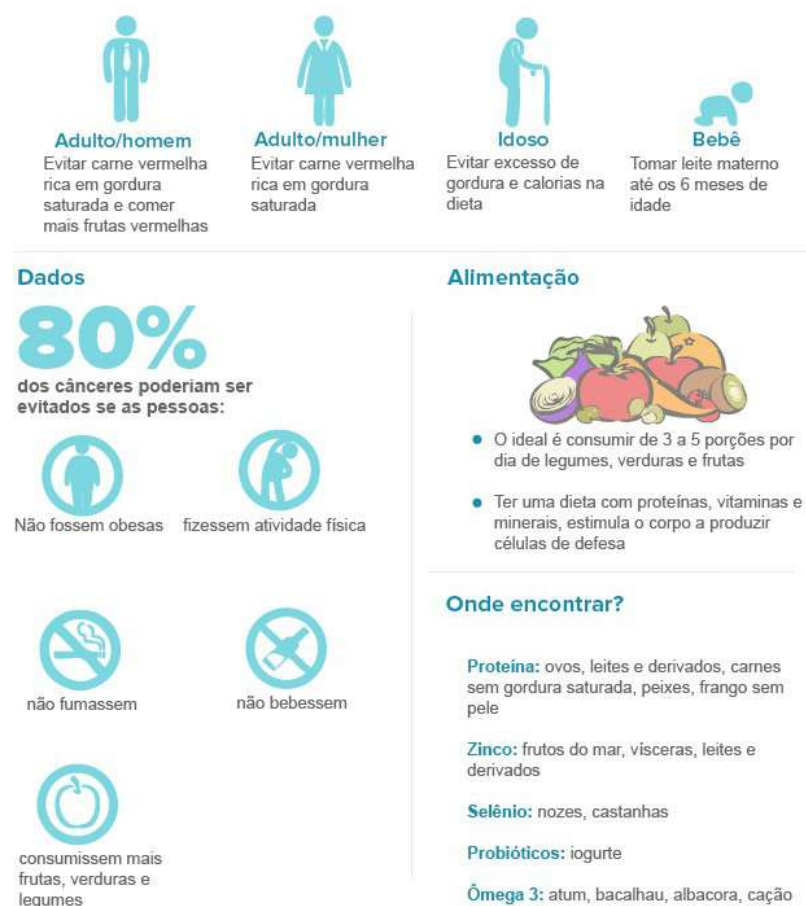 Adulto/homem
Evitar carne vermelha
rica em gordura
saturada e comer
mais frutas vermelhas
Adulto/mulher
Evitar carne vermelha
rica em gordura
saturada
Idoso
Evitar excesso de
gordura e calorias na
dieta
Bebê
Tomar leite materno
até os 6 meses de
idade
Dados
80%
dos cânceres poderiam ser
evitados se as pessoas:
Não fossem obesas
fizessem atividade física
não fumassem
não bebessem
consumissem mais
frutas, verduras e
legumes
Alimentação
• O ideal é consumir de 3 a 5 porções por
dia de legumes, verduras e frutas
• Ter uma dieta com proteínas, vitaminas e
minerais, estimula o corpo a produzir
células de defesa
Onde encontrar?
Proteína: ovos, leites e derivados, carnes
sem gordura saturada, peixes, frango sem
pele
Zinco: frutos do mar, vísceras, leites e
derivados
Selênio: nozes, castanhas
Probióticos: iogurte
Ômega 3: atum, bacalhau, albacora, cação